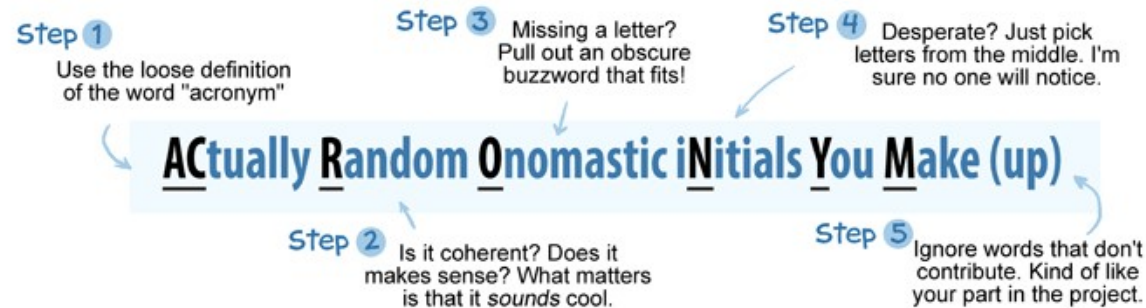 Step 1
Use the loose definition
of the word "acronym"
Step 3
Missing a letter?
Pull out an obscure
buzzword that fits!
Step 4
Desperate? Just pick
letters from the middle. I'm
sure no one will notice.
ACtually Random Onomastic iNitials You Make (up)
Step 2
Is it coherent? Does it
makes sense? What matters
is that it sounds cool.
Step 5
Ignore words that don't
contribute. Kind of like
your part in the project.